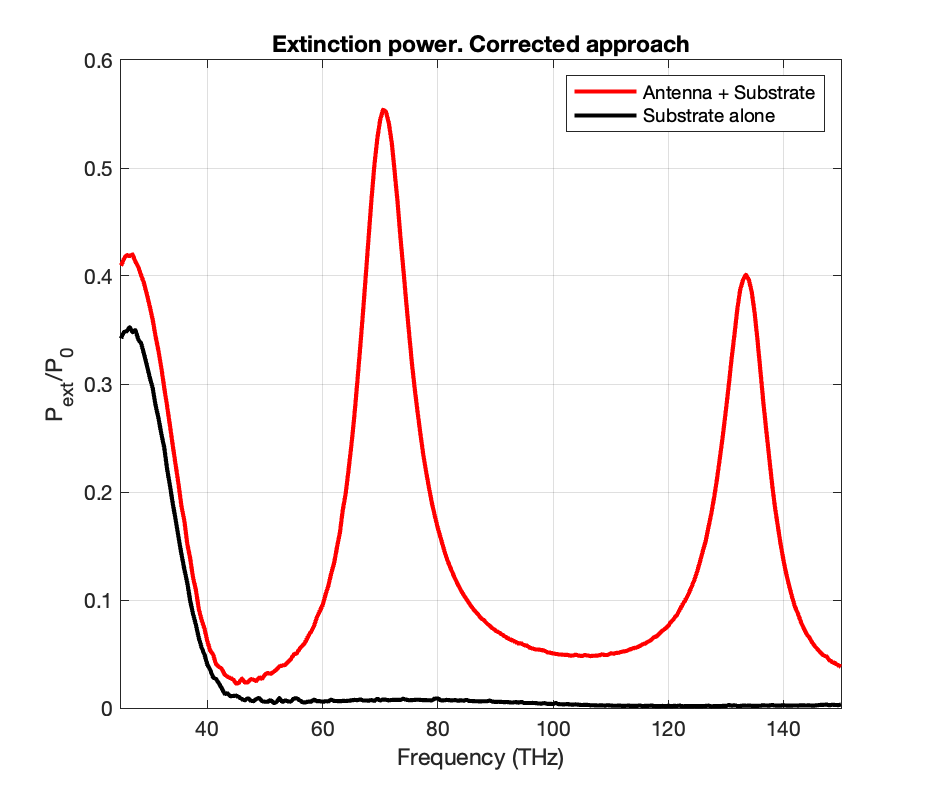 Extinction power. Corrected approach
Antenna + Substrate
Substrate alone
0.6
0.5
0.4
0.3
0.2
0.1
0
P_ext/P_0
40
60
80
100
120
140
Frequency (THz)